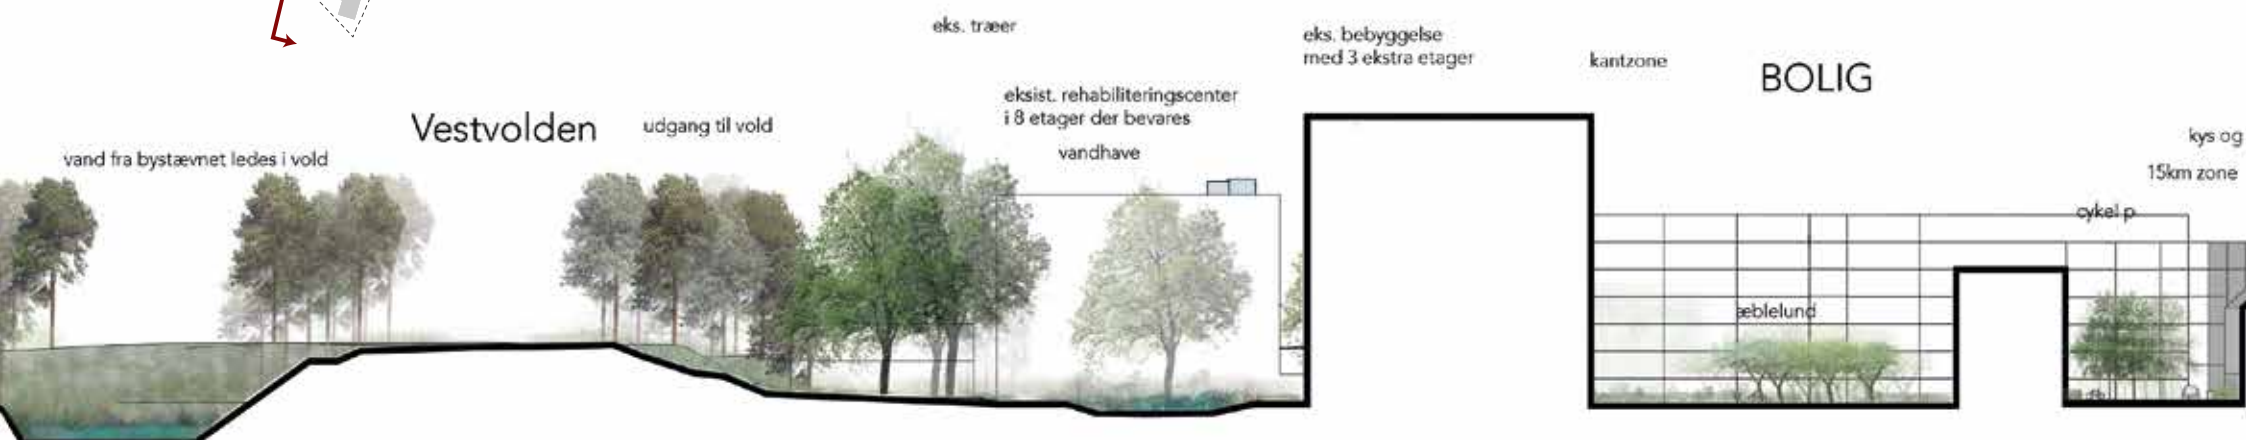 vand fra bystævnet ledes i vold
Vestvolden
udgang til vold
eks. træer
eksist. rehabiliteringscenter
i 8 etager der bevares
vandhave
eks. bebyggelse
med 3 ekstra etager
kantzone
BOLIG
æblelund
kys og
15km zone
cykel p